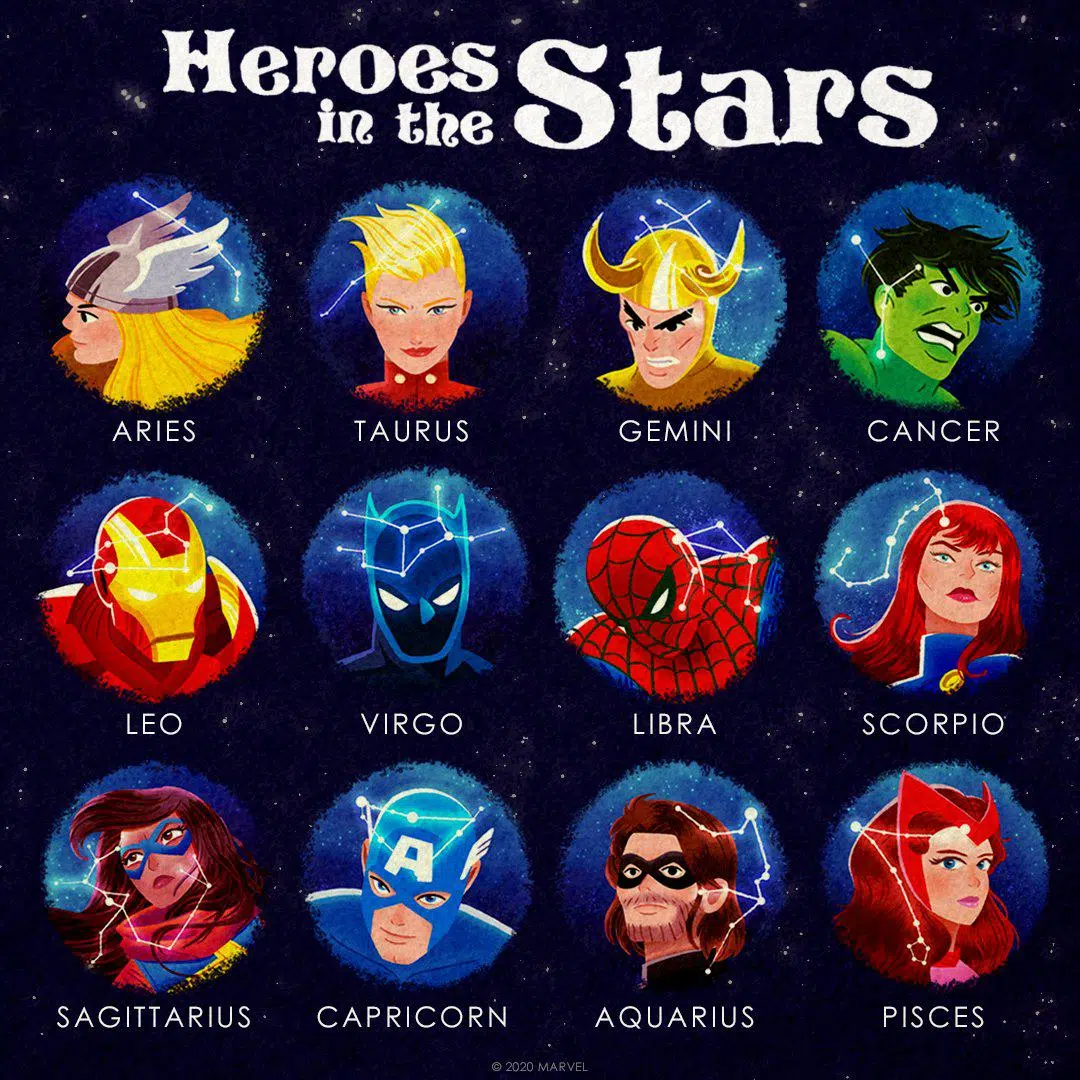 Heroes
in the Stars
ARIES TAURUS GEMINI CANCER
LEO VIRGO LIBRA SCORPIO
A
SAGITTARIUS CAPRICORN AQUARIUS PISCES
© 2020 MARVEL